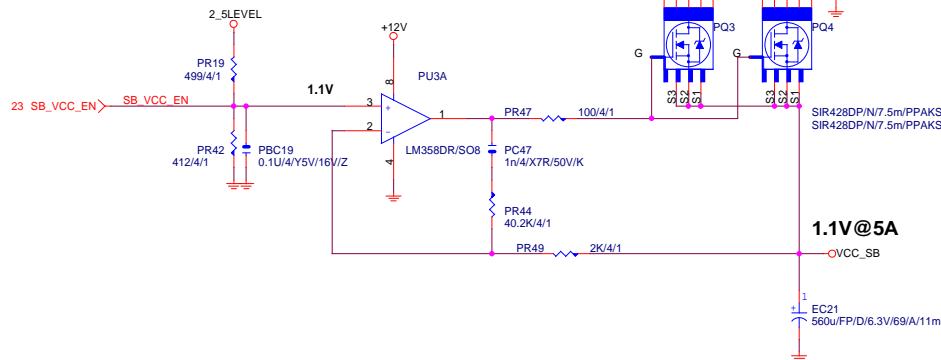 2_5LEVEL
+12V
PQ3
PQ4
G
G
PR19
499/4/1
PU3A
8
S3
S2
S1
S3
S2
S1
23 SB_VCC_EN
SB_VCC_EN
1.1V
3
+
1
PR47
100/4/1
SIR428DP/N/7.5m/PPAKS
SIR428DP/N/7.5m/PPAKS
2
-
PR42
412/4/1
PBC19
0.1U/4/Y5V/16V/Z
4
LM358DR/SO8
PC47
1n/4/X7R/50V/K
PR44
40.2K/4/1
1.1V@5A
PR49
2K/4/1
VCC_SB
1
+
EC21
560u/FP/D/6.3V/69/A/11m